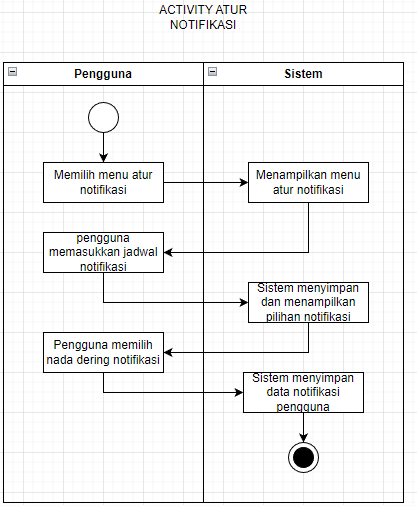 ACTIVITY ATUR
NOTIFIKASI
Pengguna
Sistem
Memilih menu atur
notifikasi
Menampilkan menu
atur notifikasi
pengguna
memasukkan jadwal
notifikasi
Sistem menyimpan
dan menampilkan
pilihan notifikasi
Pengguna memilih
nada dering notifikasi
Sistem menyimpan
data notifikasi
pengguna